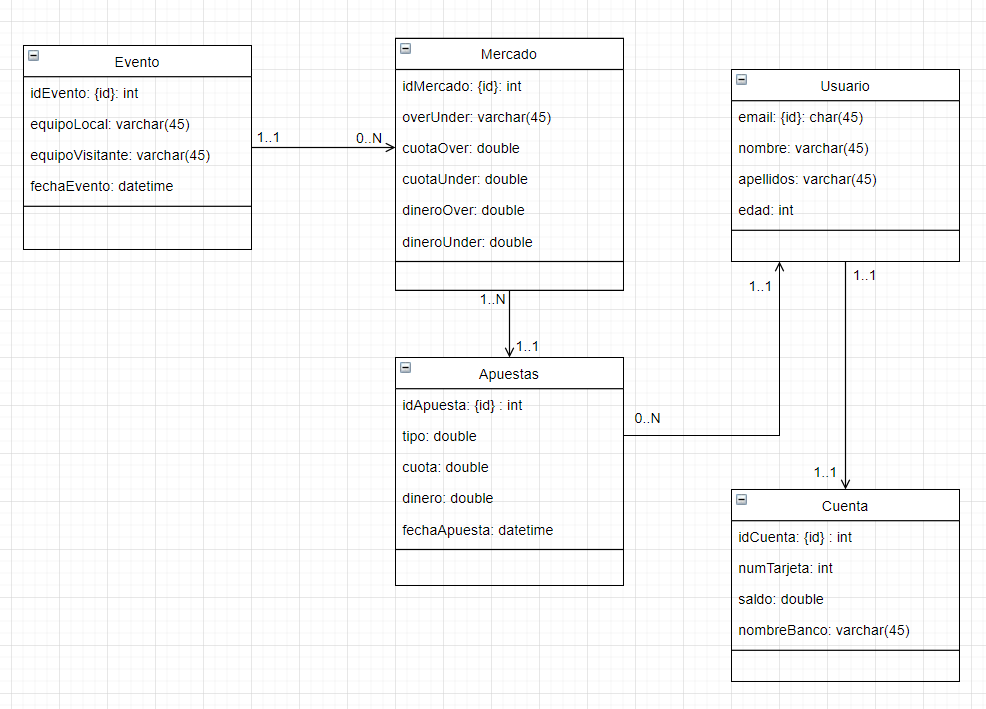 Evento
idEvento: {id}: int
equipoLocal: varchar(45)
equipoVisitante: varchar(45)
fechaEvento: datetime
1..1
0..N
Mercado
idMercado: {id}: int
overUnder: varchar(45)
cuotaOver: double
cuotaUnder: double
dineroOver: double
dineroUnder: double
1..N
1..1
Apuestas
idApuesta: {id} : int
tipo: double
cuota: double
dinero: double
fechaApuesta: datetime
0..N
1..1
Usuario
email: {id}: char(45)
nombre: varchar(45)
apellidos: varchar(45)
edad: int
1..1
1..1
Cuenta
idCuenta: {id} : int
numTarjeta: int
saldo: double
nombreBanco: varchar(45)